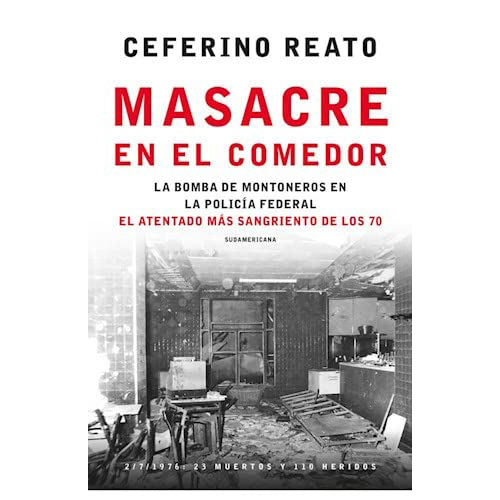 CEFERINO REATO
MASACRE
EN EL COMEDOR
LA BOMBA DE MONTONEROS EN
LA POLICÍA FEDERAL
EL ATENTADO MÁS SANGRIENTO DE LOS 70
SUDAMERICANA
2/7/1976: 23 MUERTOS Y 110 HERIDOS